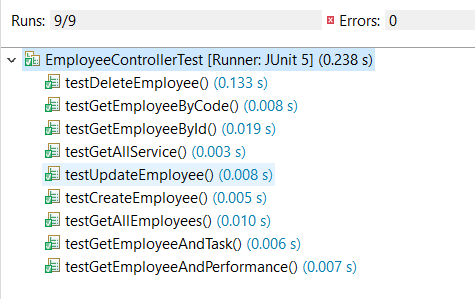 Runs: 9/9 Errors: 0
EmployeeControllerTest [Runner: JUnit 5] (0.238 s)
testDeleteEmployee() (0.133 s)
testGetEmployeeByCode() (0.008 s)
testGetEmployeeById() (0.019 s)
testGetAllService() (0.003 s)
testUpdateEmployee() (0.008 s)
testCreateEmployee() (0.005 s)
testGetAllEmployees() (0.010 s)
testGetEmployeeAndTask() (0.006 s)
testGetEmployeeAndPerformance() (0.007 s)